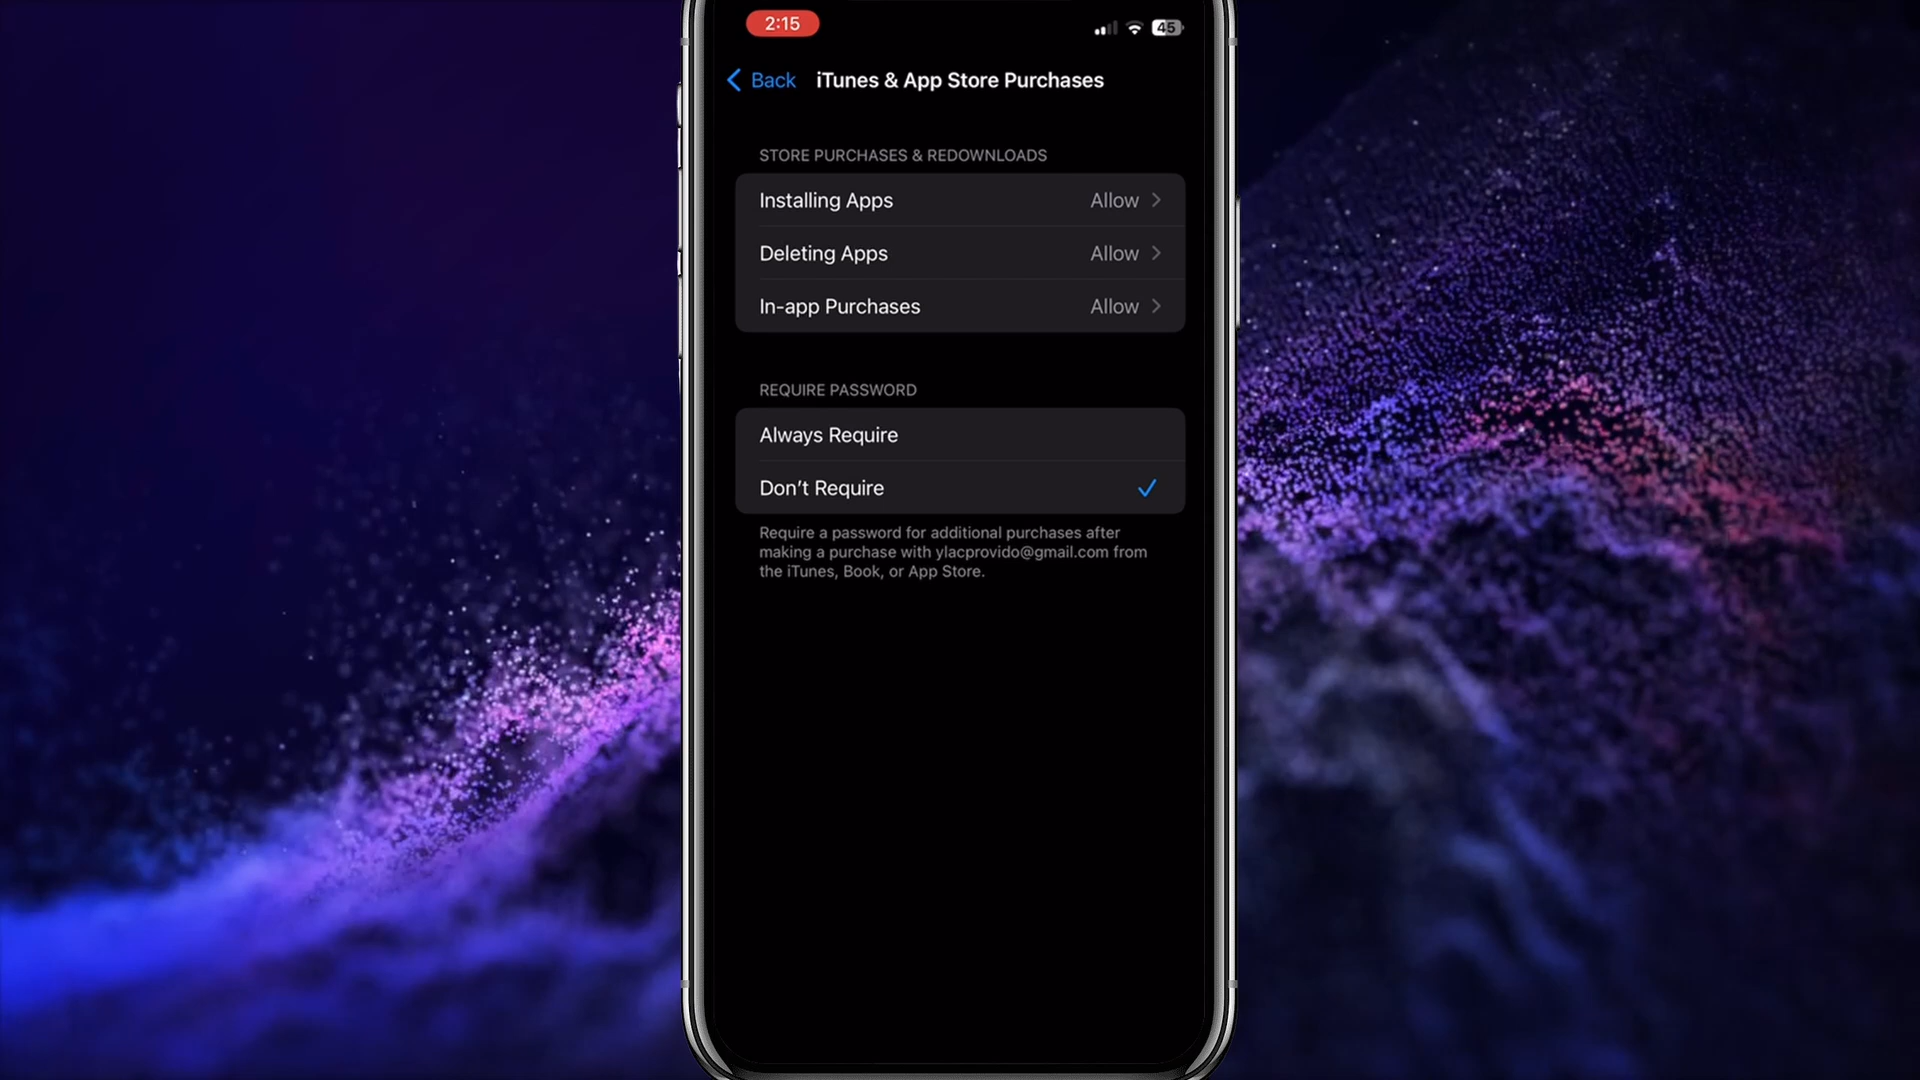 2:15
45
Back
iTunes & App Store Purchases
STORE PURCHASES & REDOWNLOADS
Installing Apps Allow
Deleting Apps Allow
In-app Purchases Allow
REQUIRE PASSWORD
Always Require
Don’t Require
Require a password for additional purchases after
making a purchase with ylacprovido@gmail.com from
the iTunes, Book, or App Store.